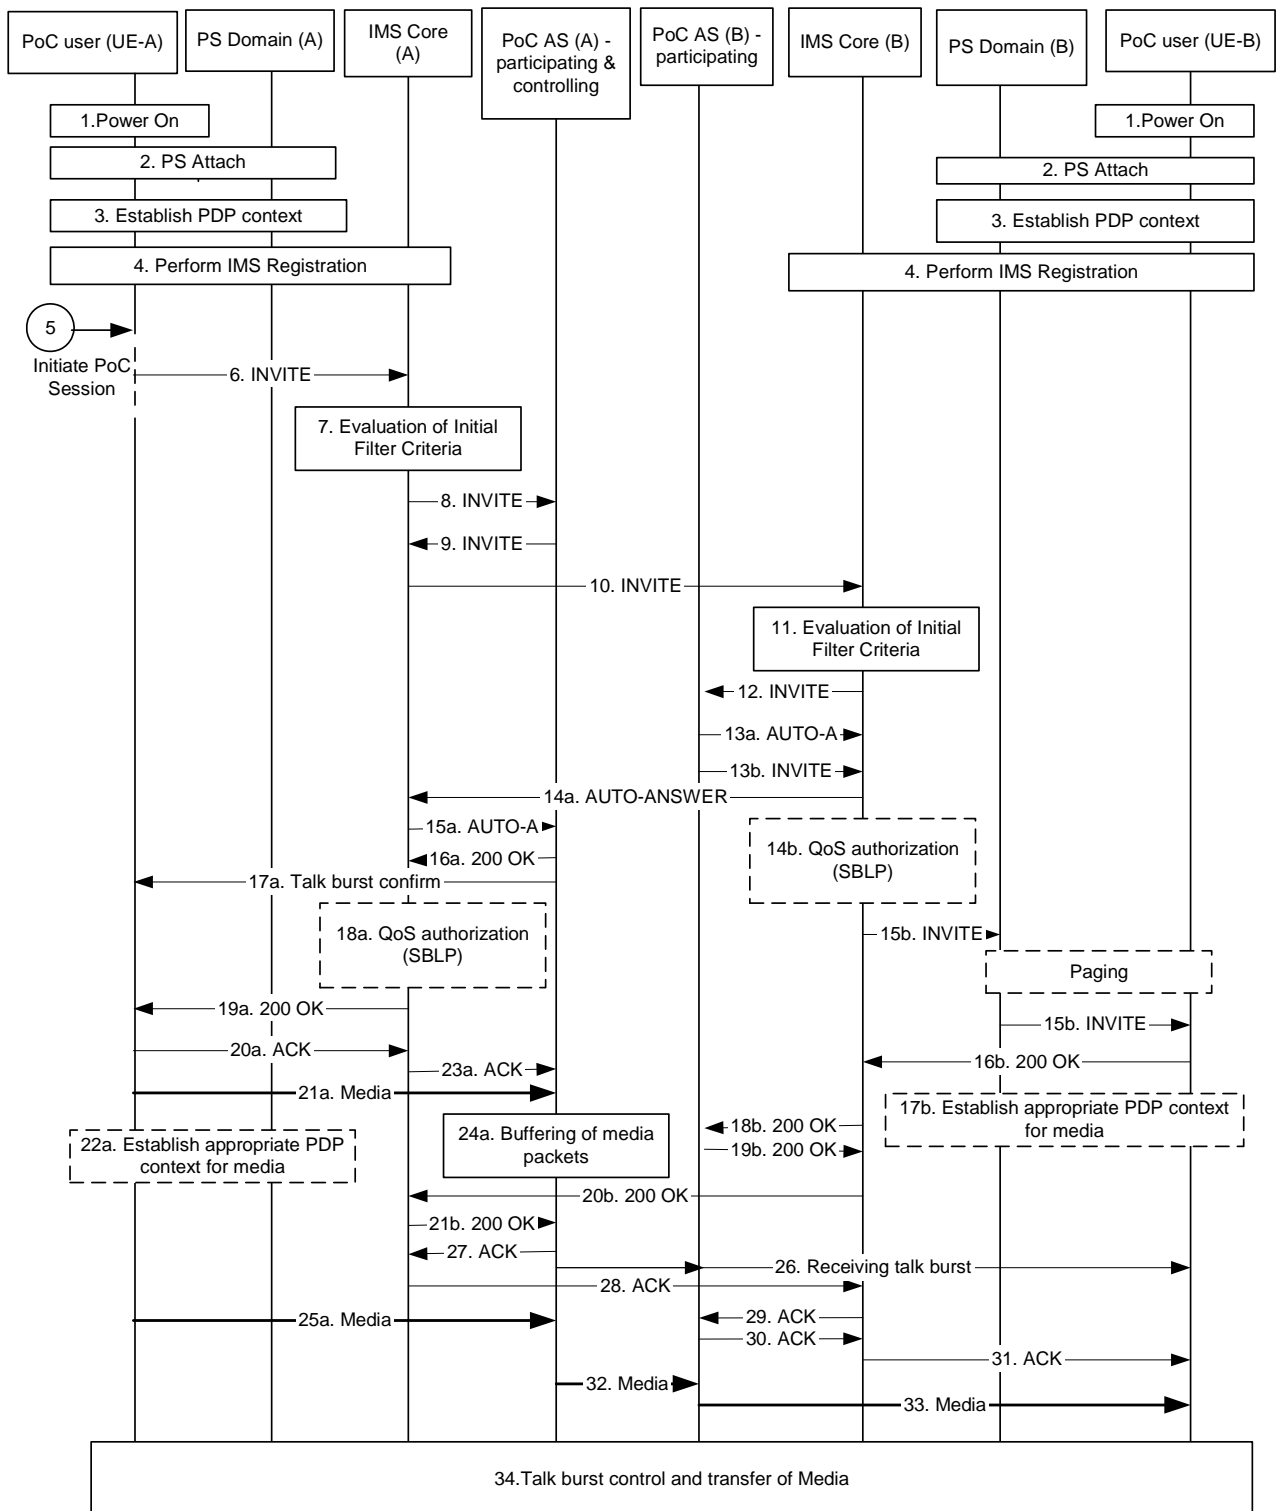 PoC user (UE-A)
PS Domain (A)
IMS Core
(A)
PoC AS (A) -
participating &
controlling
PoC AS (B) -
participating
IMS Core (B)
PS Domain (B)
PoC user (UE-B)
1.Power On
1.Power On
2. PS Attach
2. PS Attach
3. Establish PDP context
3. Establish PDP context
4. Perform IMS Registration
4. Perform IMS Registration
5
Initiate PoC
Session
6. INVITE
7. Evaluation of Initial
Filter Criteria
8. INVITE
9. INVITE
10. INVITE
11. Evaluation of Initial
Filter Criteria
12. INVITE
13a. AUTO-A
13b. INVITE
14a. AUTO-ANSWER
15a. AUTO-A
14b. QoS authorization
(SBLP)
16a. 200 OK
17a. Talk burst confirm
18a. QoS authorization
(SBLP)
15b. INVITE
Paging
19a. 200 OK
15b. INVITE
20a. ACK
16b. 200 OK
23a. ACK
21a. Media
17b. Establish appropriate PDP context
for media
18b. 200 OK
22a. Establish appropriate PDP
context for media
24a. Buffering of media
packets
19b. 200 OK
20b. 200 OK
21b. 200 OK
27. ACK
26. Receiving talk burst
28. ACK
25a. Media
29. ACK
30. ACK
31. ACK
32. Media
33. Media
34.Talk burst control and transfer of Media